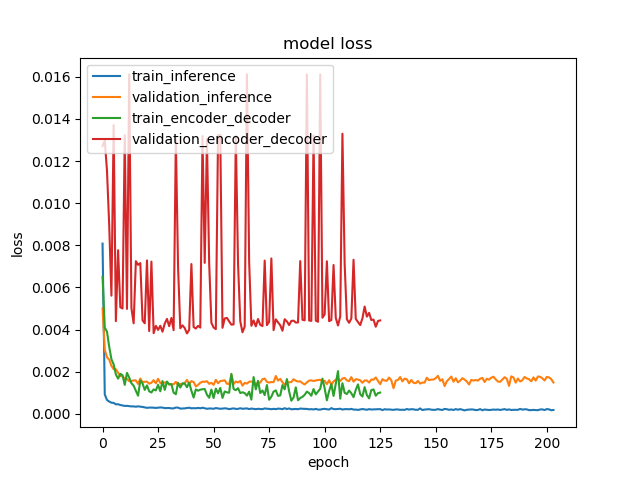 model loss
train_inference
validation_inference
train_encoder_decoder
validation_encoder_decoder
loss
0.016
0.014
0.012
0.010
0.008
0.006
0.004
0.002
0.000
0 25 50 75 100 125 150 175 200
epoch